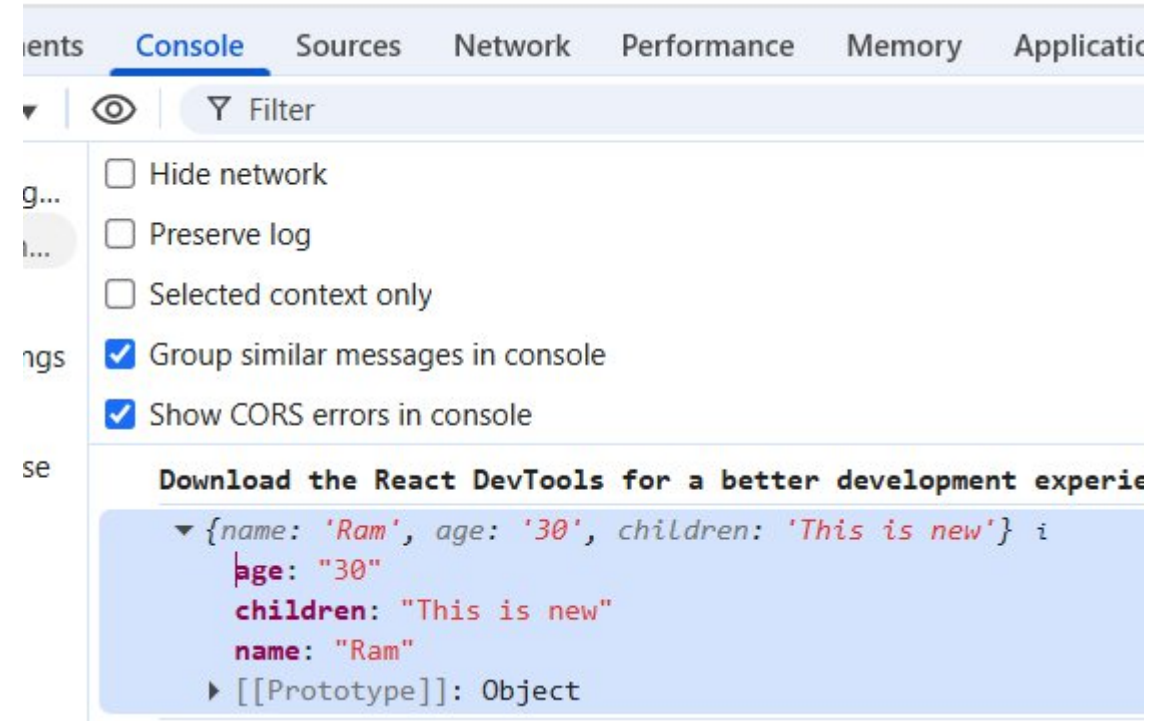 ents Console Sources Network Performance Memory Applicatio
Filter
Hide network
g...
Preserve log
Selected context only
ngs Group similar messages in console
Show CORS errors in console
se
Download the React DevTools for a better development experie
{name: 'Ram', age: '30', children: 'This is new'} i
age: "30"
children: "This is new"
name: "Ram"
[[Prototype]]: Object